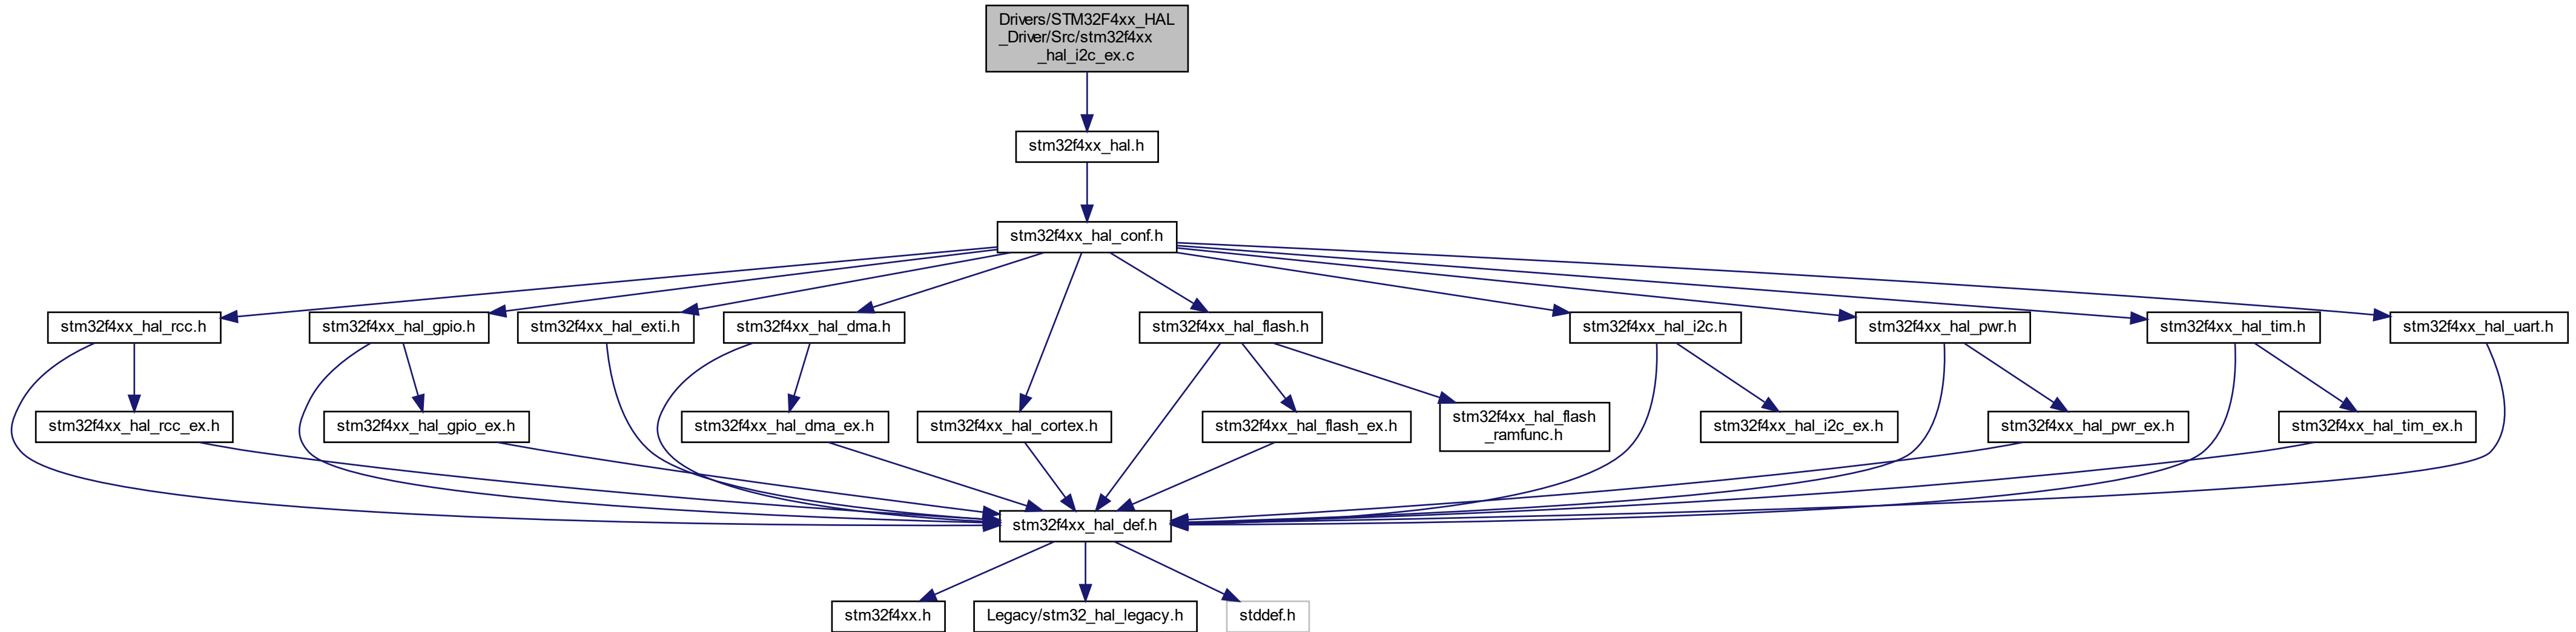 Drivers/STM32F4xx_HAL
_Driver/Src/stm32f4xx
_hal_i2c_ex.c
stm32f4xx_hal.h
stm32f4xx_hal_conf.h
stm32f4xx_hal_rcc.h
stm32f4xx_hal_gpio.h
stm32f4xx_hal_exti.h
stm32f4xx_hal_dma.h
stm32f4xx_hal_flash.h
stm32f4xx_hal_i2c.h
stm32f4xx_hal_pwr.h
stm32f4xx_hal_tim.h
stm32f4xx_hal_uart.h
stm32f4xx_hal_rcc_ex.h
stm32f4xx_hal_gpio_ex.h
stm32f4xx_hal_dma_ex.h
stm32f4xx_hal_cortex.h
stm32f4xx_hal_flash_ex.h
stm32f4xx_hal_flash
_ramfunc.h
stm32f4xx_hal_i2c_ex.h
stm32f4xx_hal_pwr_ex.h
stm32f4xx_hal_tim_ex.h
stm32f4xx_hal_def.h
stm32f4xx.h
Legacy/stm32_hal_legacy.h
stddef.h